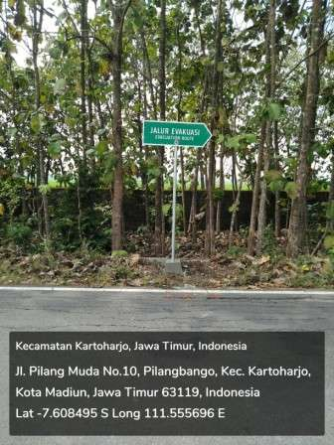 JALUR EVAKUASI
EVACUATION ROUTE
Kecamatan Kartoharjo, Jawa Timur, Indonesia
Jl. Pilang Muda No.10, Pilangbango, Kec. Kartoharjo,
Kota Madiun, Jawa Timur 63119, Indonesia
Lat -7.608495 S Long 111.555696 E